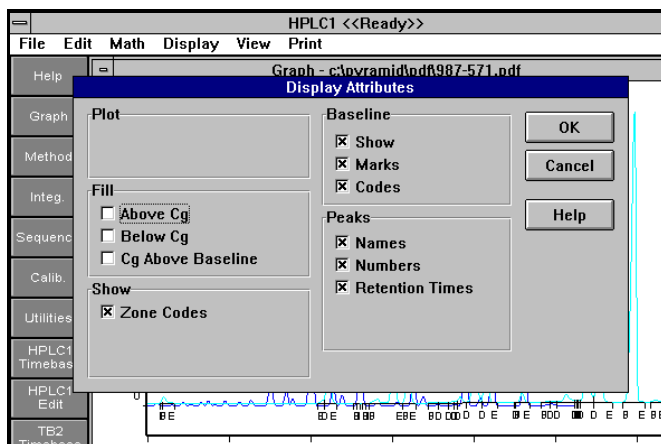 HPLC1 <<Ready>>
File Edit Math Display View Print
Help
Graph - c:\pyramid\pdf\987-571.pdf
Display Attributes
Graph
Method
Integ.
Sequenc
Calib.
Utilities
HPLC1
Timebas
HPLC1
Edit
TB2
Plot
Fill
Above Cg
Below Cg
Cg Above Baseline
Show
Zone Codes
Baseline
Show
Marks
Codes
Peaks
Names
Numbers
Retention Times
OK
Cancel
Help
0